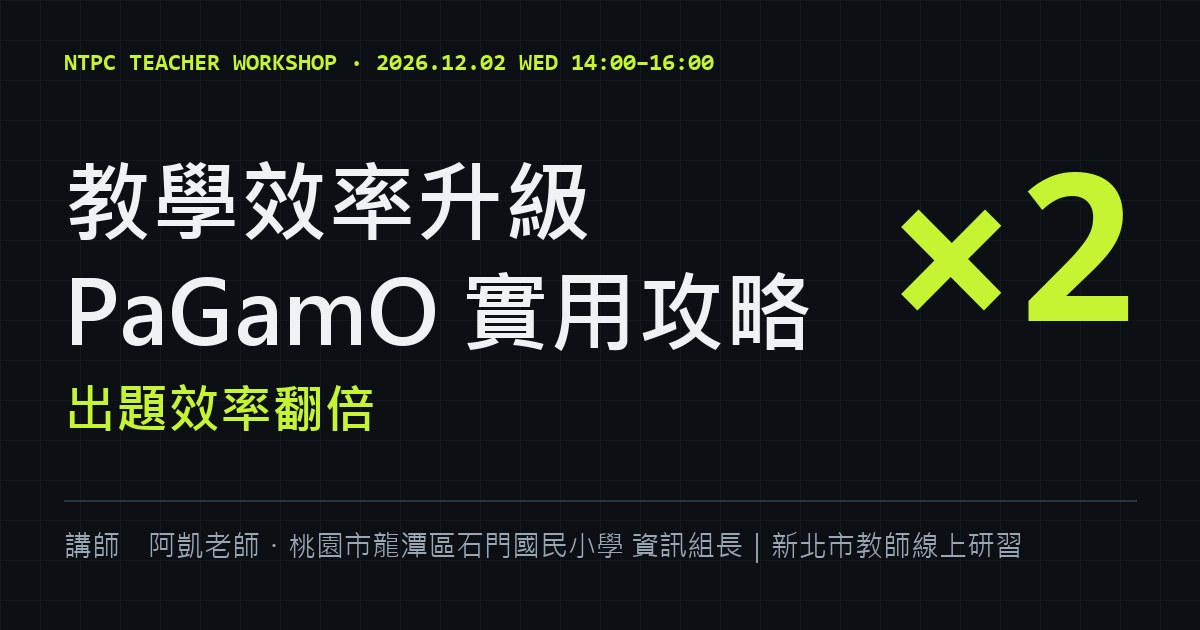 NTPC TEACHER WORKSHOP · 2026.12.02 WED 14:00–16:00
教學效率升級
PaGamO 實用攻略
×2
出題效率翻倍
講師　阿凱老師 · 桃園市龍潭區石門國民小學 資訊組長｜新北市教師線上研習